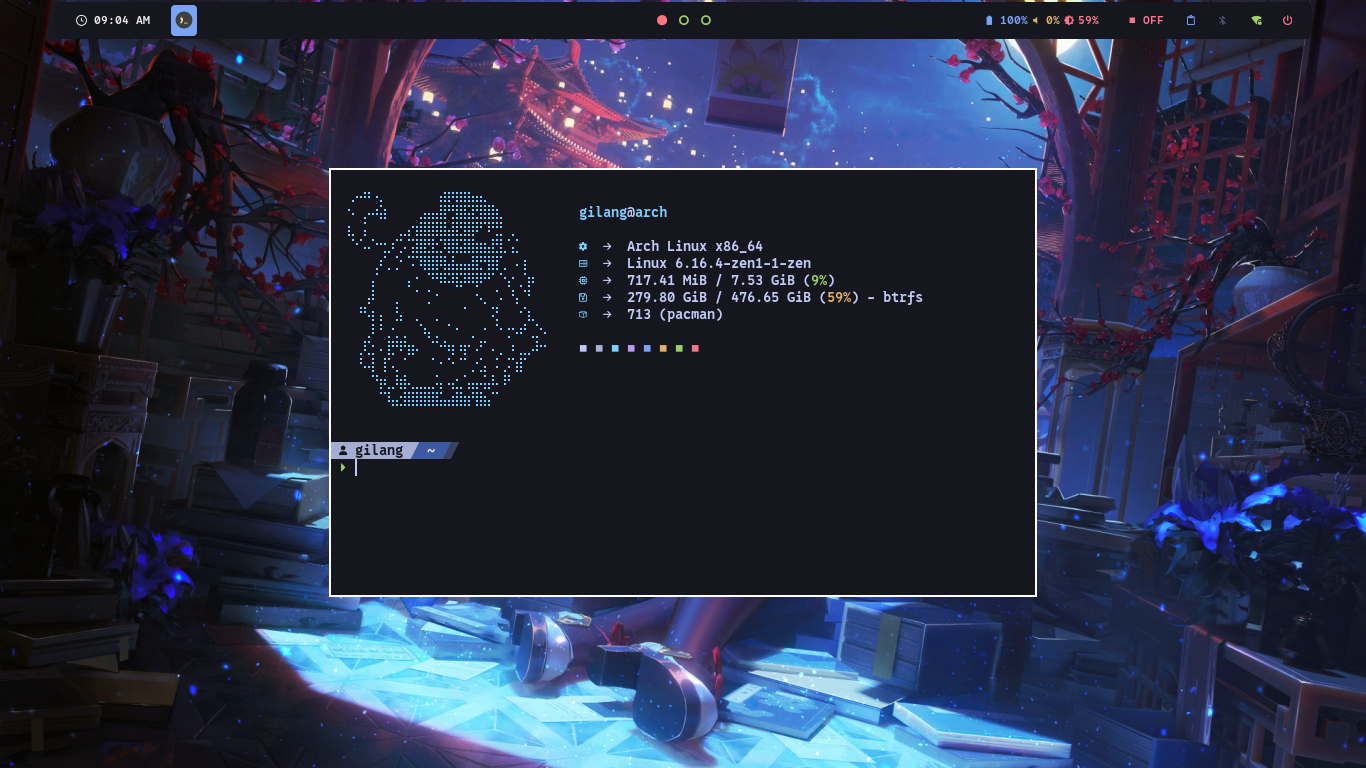 09:04 AM
100% 0% 59% OFF
gilang@arch
→ Arch Linux x86_64
→ Linux 6.16.4-zen1-1-zen
→ 717.41 MiB / 7.53 GiB (9%)
→ 279.80 GiB / 476.65 GiB (59%) - btrfs
→ 713 (pacman)
gilang ~